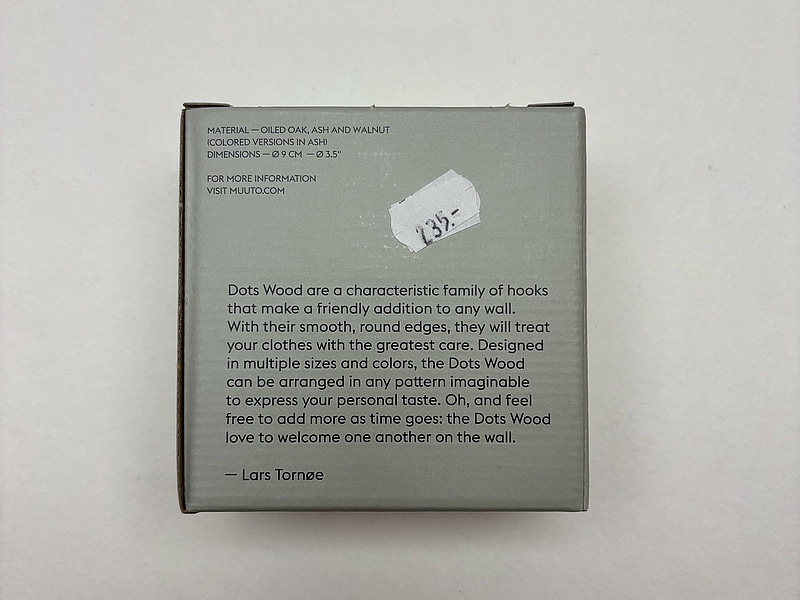 MATERIAL — OILED OAK, ASH AND WALNUT
(COLORED VERSIONS IN ASH)
DIMENSIONS — Ø 9 CM — Ø 3.5"
FOR MORE INFORMATION
VISIT MUUTO.COM
235.-
Dots Wood are a characteristic family of hooks
that make a friendly addition to any wall.
With their smooth, round edges, they will treat
your clothes with the greatest care. Designed
in multiple sizes and colors, the Dots Wood
can be arranged in any pattern imaginable
to express your personal taste. Oh, and feel
free to add more as time goes: the Dots Wood
love to welcome one another on the wall.
— Lars Tornøe